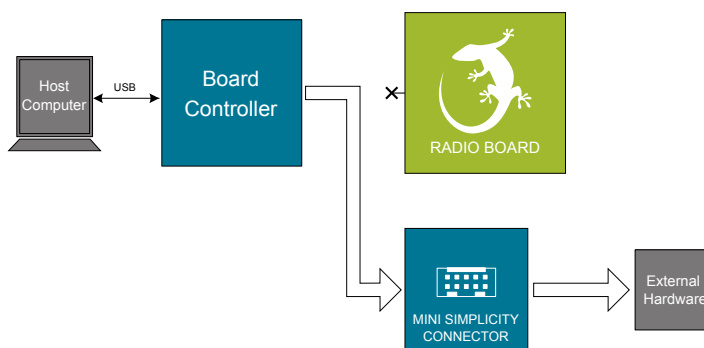 Host
Computer
USB
Board
Controller
RADIO BOARD
MINI SIMPLICITY
CONNECTOR
External
Hardware